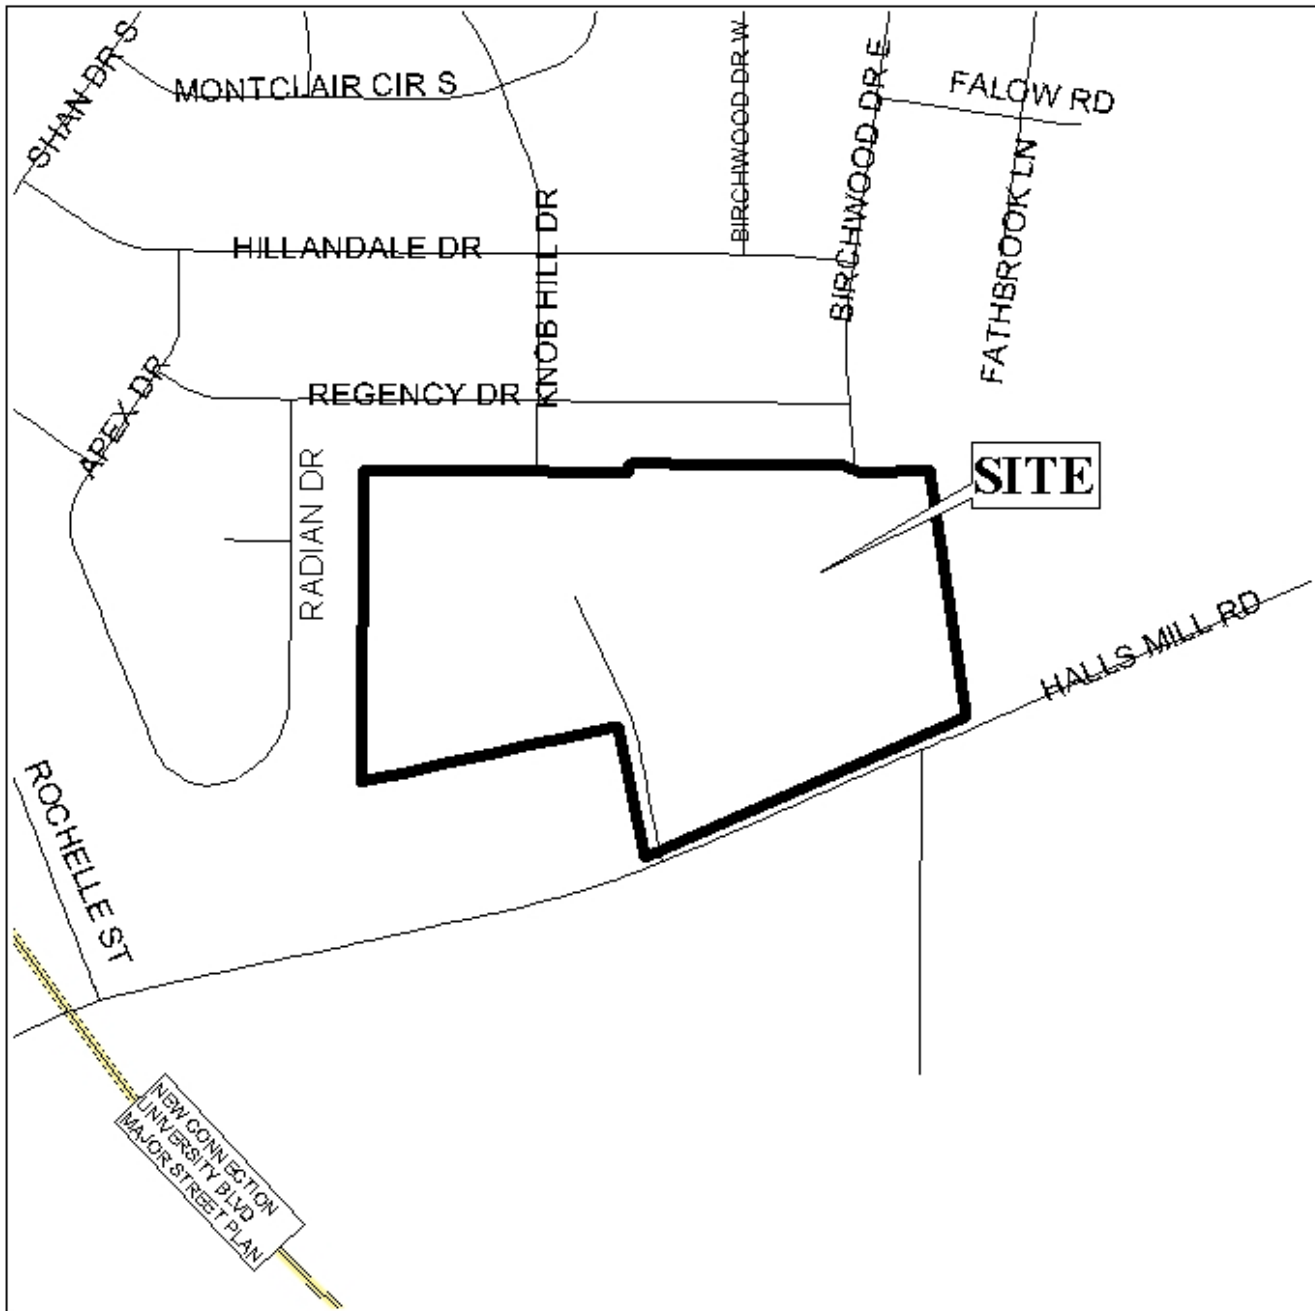 SHAN DR S
MONTCLAIR CIR S
BIRCHWOOD DR W
BIRCHWOOD DR E
FALOW RD
FATHBROOK LN
HILLANDALE DR
KNOB HILL DR
APEX DR
REGENCY DR
RADIAN DR
SITE
HALLS MILL RD
ROCHELLE ST
NEW CONNECTION
UNIVERSITY BLVD
MAJOR STREET PLAN